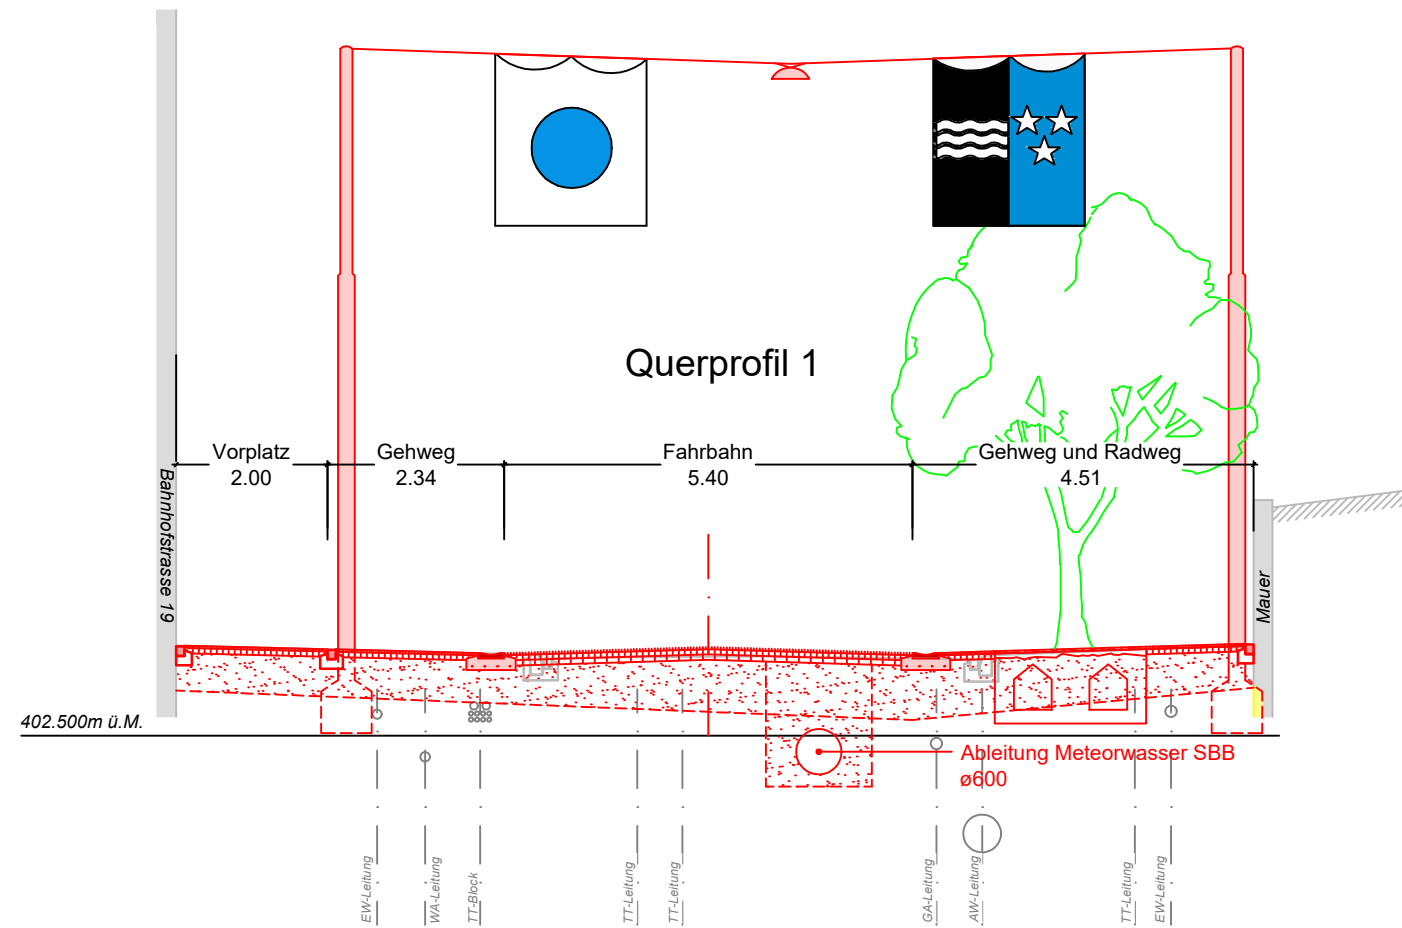 Querprofil 1
Vorplatz
2.00
Gehweg
2.34
Fahrbahn
5.40
Gehweg und Radweg
4.51
Bahnhofstrasse 19
Mauer
402.500m ü.M.
Ableitung Meteorwasser SBB
ø600
EW-Leitung
WA-Leitung
TT-Block
TT-Leitung
TT-Leitung
GA-Leitung
AW-Leitung
TT-Leitung
EW-Leitung